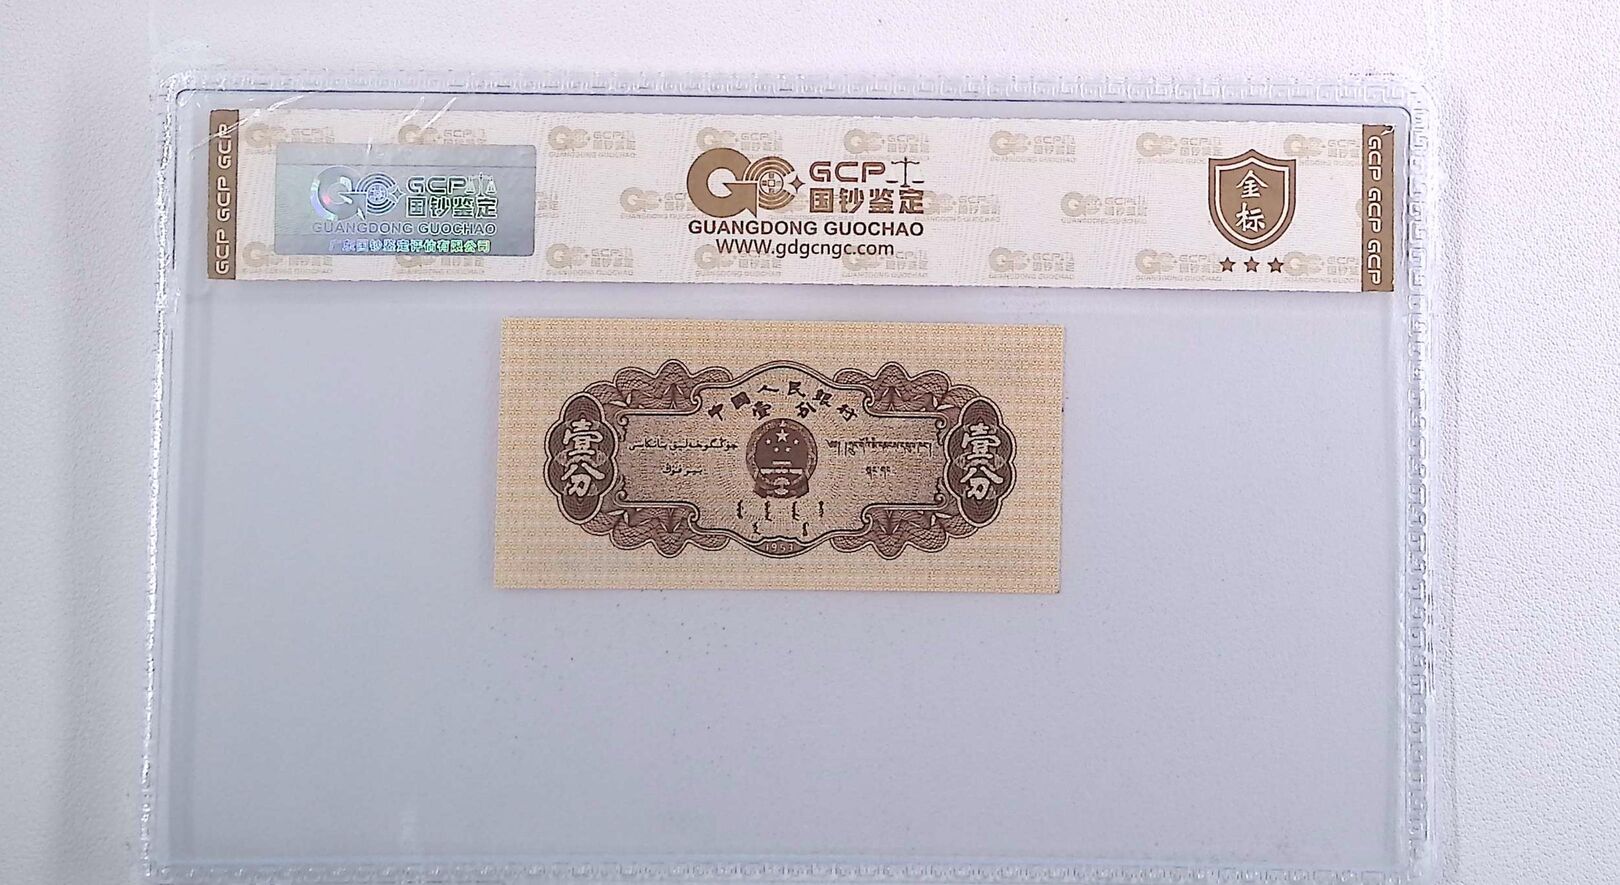 GCP GCP GCP
GCP
国钞鉴定
GUANGDONG GUOCHAO
广东国钞鉴定评估有限公司
GCP
国钞鉴定
GUANGDONG GUOCHAO
WWW.gdgcngc.com
金
标
GCP GCP GCP
中国人民银行
壹分
壹分
壹分
1953